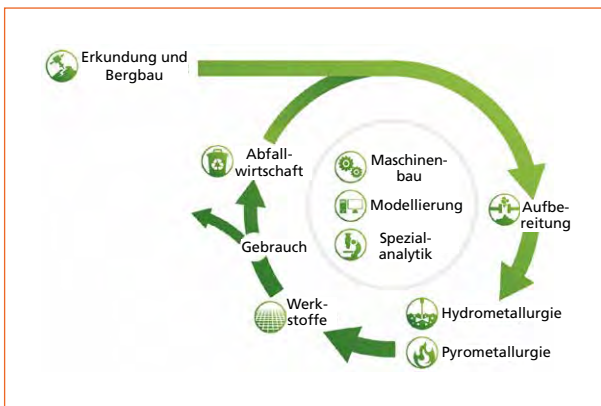 Erkundung und
Bergbau
Abfall-
wirtschaft
Maschinen-
bau
Modellierung
Spezial-
analytik
Aufbe-
reitung
Gebrauch
Werk-
stoffe
Hydrometallurgie
Pyrometallurgie